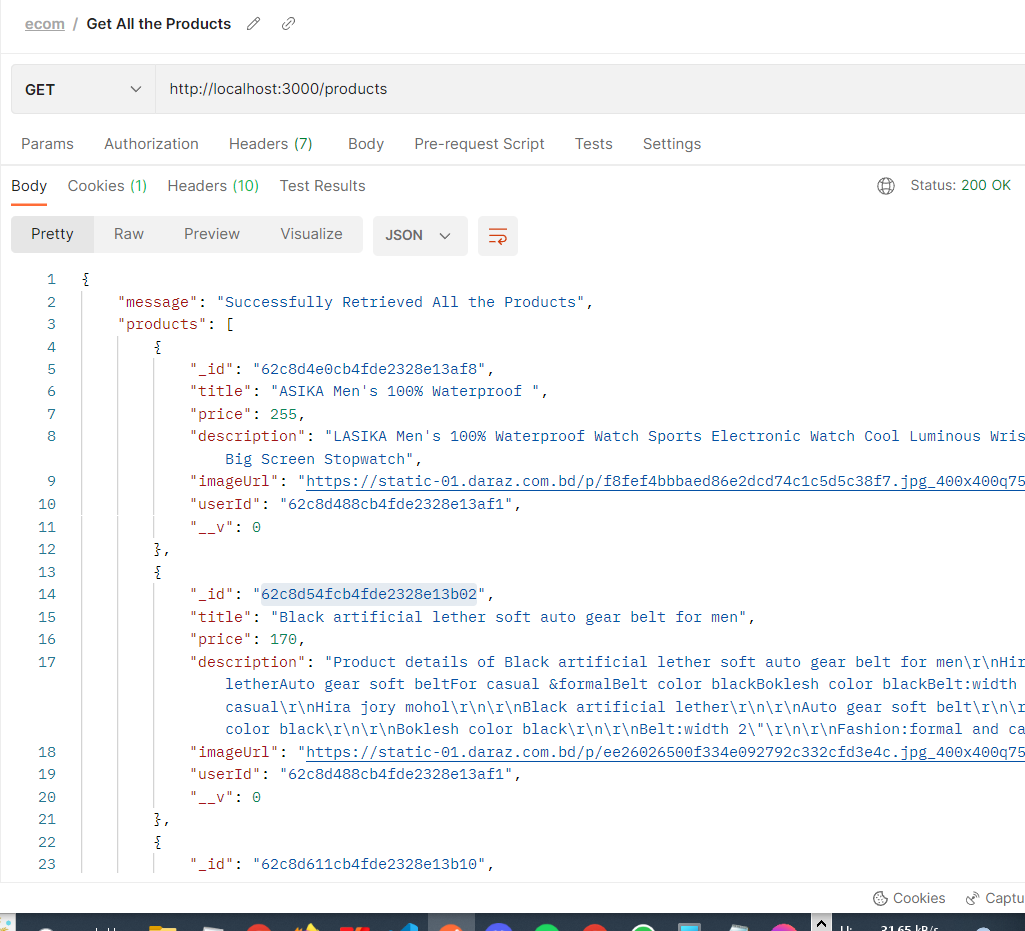 ecom / Get All the Products
GET http://localhost:3000/products
Params Authorization Headers (7) Body Pre-request Script Tests Settings
Body Cookies (1) Headers (10) Test Results Status: 200 OK
Pretty Raw Preview Visualize JSON
1 {
2 "message": "Successfully Retrieved All the Products",
3 "products": [
4 {
5 "_id": "62c8d4e0cb4fde2328e13af8",
6 "title": "ASIKA Men's 100% Waterproof ",
7 "price": 255,
8 "description": "LASIKA Men's 100% Waterproof Watch Sports Electronic Watch Cool Luminous Wris
Big Screen Stopwatch",
9 "imageUrl": "https://static-01.daraz.com.bd/p/f8fef4bbbaed86e2dcd74c1c5d5c38f7.jpg_400x400q75
10 "userId": "62c8d488cb4fde2328e13af1",
11 "__v": 0
12 },
13 {
14 "_id": "62c8d54fcb4fde2328e13b02",
15 "title": "Black artificial lether soft auto gear belt for men",
16 "price": 170,
17 "description": "Product details of Black artificial lether soft auto gear belt for men\r\nHir
letherAuto gear soft beltFor casual &formalBelt color blackBoklesh color blackBelt:width
casual\r\nHira jory mohol\r\n\r\nBlack artificial lether\r\n\r\nAuto gear soft belt\r\n\r
color black\r\n\r\nBoklesh color black\r\n\r\nBelt:width 2\"\r\n\r\nFashion:formal and ca
18 "imageUrl": "https://static-01.daraz.com.bd/p/ee26026500f334e092792c332cfd3e4c.jpg_400x400q75
19 "userId": "62c8d488cb4fde2328e13af1",
20 "__v": 0
21 },
22 {
23 "_id": "62c8d611cb4fde2328e13b10",
Cookies Captu
31.65 kB/s